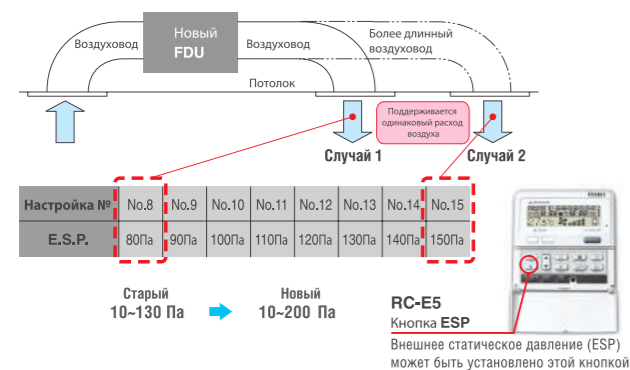 Воздуховод
Новый
FDU
Воздуховод
Более длинный
воздуховод
Потолок
Поддерживается
одинаковый расход
воздуха
Случай 1
Случай 2
Настройка № No.8 No.9 No.10 No.11 No.12 No.13 No.14 No.15
E.S.P. 80Па 90Па 100Па 110Па 120Па 130Па 140Па 150Па
Старый
10~130 Па
Новый
10~200 Па
RC-E5
Кнопка ESP
Внешнее статическое давление (ESP)
может быть установлено этой кнопкой